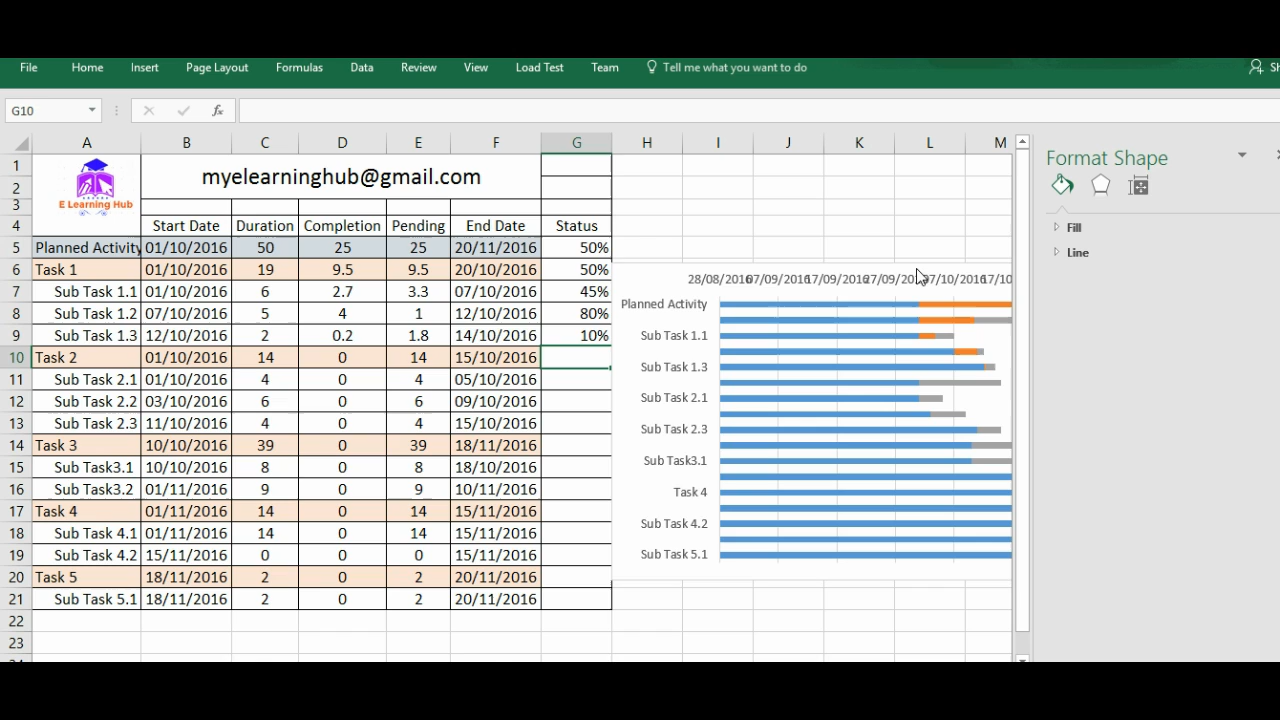 File Home Insert Page Layout Formulas Data Review View Load Test Team Tell me what you want to do
G10 fx
A B C D E F G H I J K L M
1 myelearninghub@gmail.com
2 E Learning Hub
3
4 Start Date Duration Completion Pending End Date Status
5 Planned Activity 01/10/2016 50 25 25 20/11/2016 50%
6 Task 1 01/10/2016 19 9.5 9.5 20/10/2016 50%
7 Sub Task 1.1 01/10/2016 6 2.7 3.3 07/10/2016 45%
8 Sub Task 1.2 07/10/2016 5 4 1 12/10/2016 80%
9 Sub Task 1.3 12/10/2016 2 0.2 1.8 14/10/2016 10%
10 Task 2 01/10/2016 14 0 14 15/10/2016
11 Sub Task 2.1 01/10/2016 4 0 4 05/10/2016
12 Sub Task 2.2 03/10/2016 6 0 6 09/10/2016
13 Sub Task 2.3 11/10/2016 4 0 4 15/10/2016
14 Task 3 10/10/2016 39 0 39 18/11/2016
15 Sub Task3.1 10/10/2016 8 0 8 18/10/2016
16 Sub Task3.2 01/11/2016 9 0 9 10/11/2016
17 Task 4 01/11/2016 14 0 14 15/11/2016
18 Sub Task 4.1 01/11/2016 14 0 14 15/11/2016
19 Sub Task 4.2 15/11/2016 0 0 0 15/11/2016
20 Task 5 18/11/2016 2 0 2 20/11/2016
21 Sub Task 5.1 18/11/2016 2 0 2 20/11/2016
22
23
28/08/2016 07/09/2016 17/09/2016 27/09/2016 07/10/2016 17/10
Planned Activity
Sub Task 1.1
Sub Task 1.3
Sub Task 2.1
Sub Task 2.3
Sub Task3.1
Task 4
Sub Task 4.2
Sub Task 5.1
Format Shape
Fill
Line